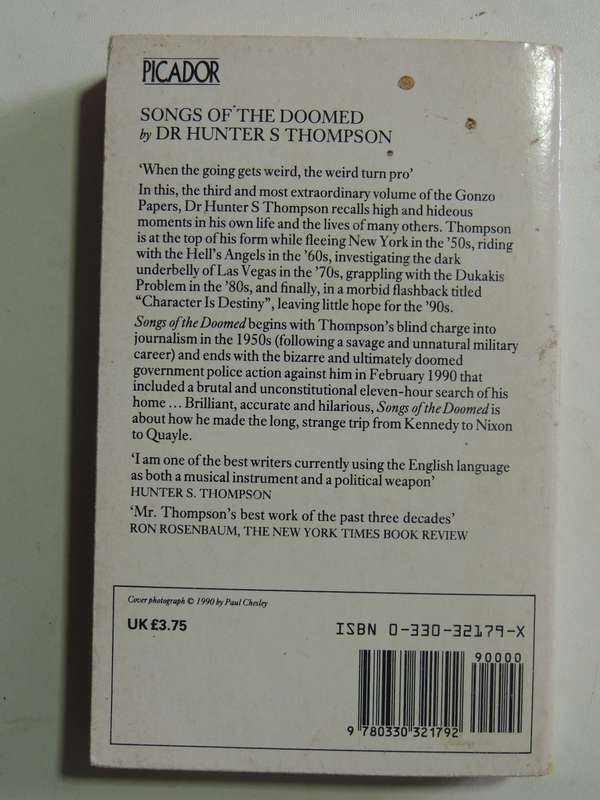 PICADOR
SONGS OF THE DOOMED
by DR HUNTER S THOMPSON
'When the going gets weird, the weird turn pro'
In this, the third and most extraordinary volume of the Gonzo
Papers, Dr Hunter S Thompson recalls high and hideous
moments in his own life and the lives of many others. Thompson
is at the top of his form while fleeing New York in the '50s, riding
with the Hell's Angels in the '60s, investigating the dark
underbelly of Las Vegas in the '70s, grappling with the Dukakis
Problem in the '80s, and finally, in a morbid flashback titled
“Character Is Destiny”, leaving little hope for the '90s.
Songs of the Doomed begins with Thompson's blind charge into
journalism in the 1950s (following a savage and unnatural military
career) and ends with the bizarre and ultimately doomed
government police action against him in February 1990 that
included a brutal and unconstitutional eleven-hour search of his
home ... Brilliant, accurate and hilarious, Songs of the Doomed is
about how he made the long, strange trip from Kennedy to Nixon
to Quayle.
'I am one of the best writers currently using the English language
as both a musical instrument and a political weapon'
HUNTER S. THOMPSON
'Mr. Thompson's best work of the past three decades'
RON ROSENBAUM, THE NEW YORK TIMES BOOK REVIEW
Cover photograph © 1990 by Paul Chesley
UK £3.75
ISBN 0-330-32179-X
90000
9 780330 321792